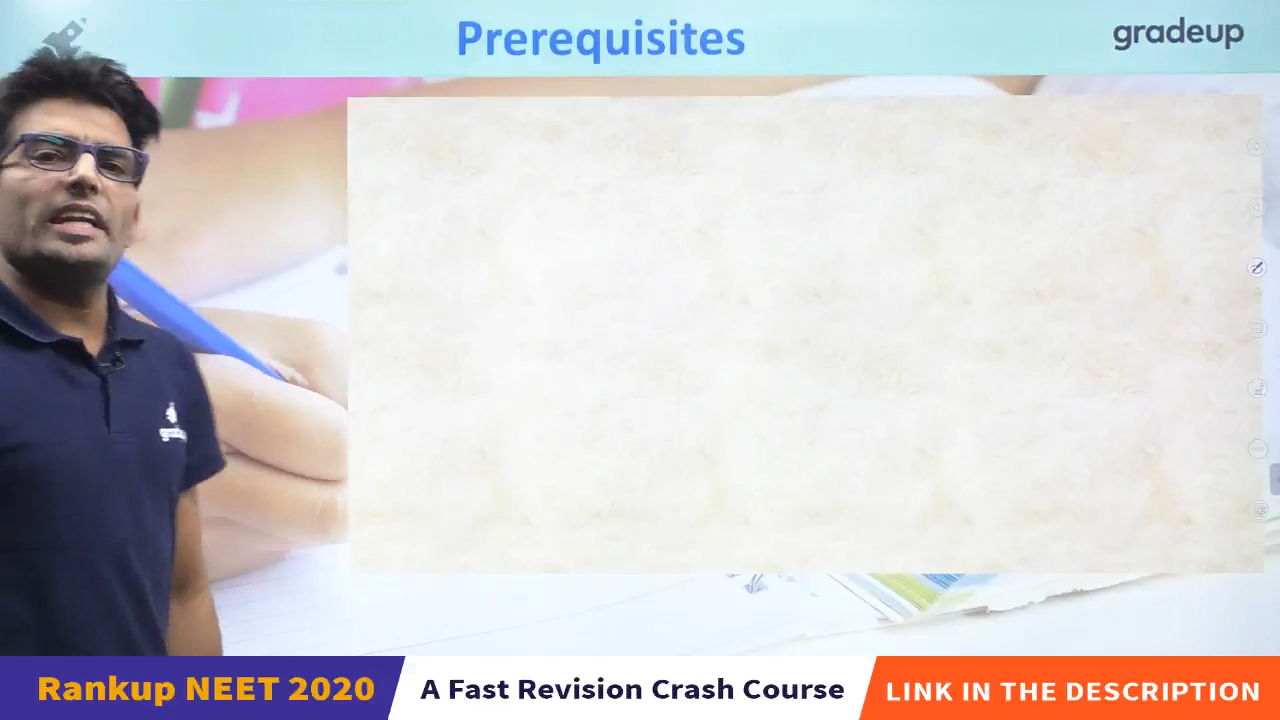 Prerequisites
gradeup
Rankup NEET 2020
A Fast Revision Crash Course
LINK IN THE DESCRIPTION